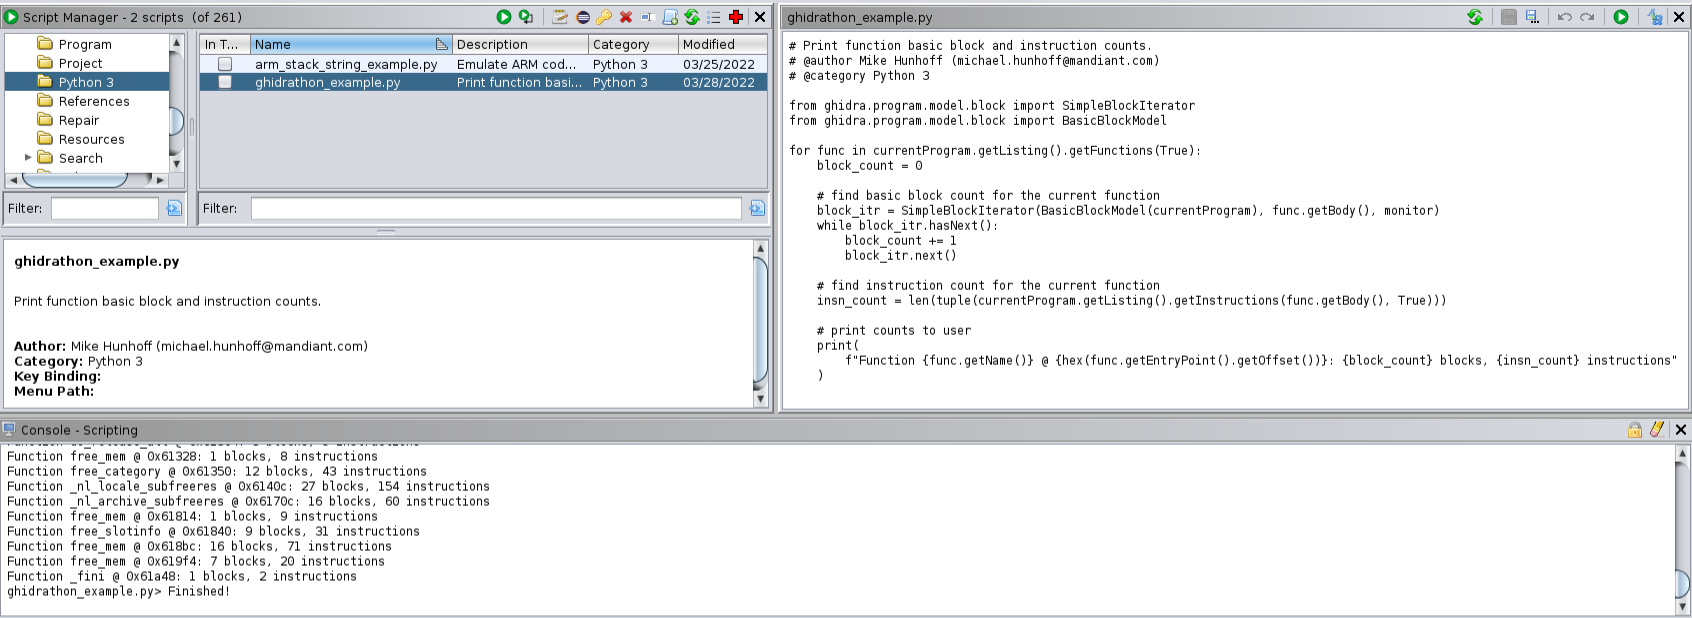 Script Manager - 2 scripts  (of 261)
Program
Project
Python 3
References
Repair
Resources
Search
Filter:
In T... Name Description Category Modified
arm_stack_string_example.py Emulate ARM cod... Python 3 03/25/2022
ghidrathon_example.py Print function basi... Python 3 03/28/2022
Filter:
ghidrathon_example.py
Print function basic block and instruction counts.
Author: Mike Hunhoff (michael.hunhoff@mandiant.com)
Category: Python 3
Key Binding:
Menu Path:
ghidrathon_example.py
# Print function basic block and instruction counts.
# @author Mike Hunhoff (michael.hunhoff@mandiant.com)
# @category Python 3
from ghidra.program.model.block import SimpleBlockIterator
from ghidra.program.model.block import BasicBlockModel
for func in currentProgram.getListing().getFunctions(True):
    block_count = 0
    # find basic block count for the current function
    block_itr = SimpleBlockIterator(BasicBlockModel(currentProgram), func.getBody(), monitor)
    while block_itr.hasNext():
        block_count += 1
        block_itr.next()
    # find instruction count for the current function
    insn_count = len(tuple(currentProgram.getListing().getInstructions(func.getBody(), True)))
    # print counts to user
    print(
        f"Function {func.getName()} @ {hex(func.getEntryPoint().getOffset())}: {block_count} blocks, {insn_count} instructions"
    )
Console - Scripting
Function free_mem @ 0x61328: 1 blocks, 8 instructions
Function free_category @ 0x61350: 12 blocks, 43 instructions
Function _nl_locale_subfreeres @ 0x6140c: 27 blocks, 154 instructions
Function _nl_archive_subfreeres @ 0x6170c: 16 blocks, 60 instructions
Function free_mem @ 0x61814: 1 blocks, 9 instructions
Function free_slotinfo @ 0x61840: 9 blocks, 31 instructions
Function free_mem @ 0x618bc: 16 blocks, 71 instructions
Function free_mem @ 0x619f4: 7 blocks, 20 instructions
Function _fini @ 0x61a48: 1 blocks, 2 instructions
ghidrathon_example.py> Finished!